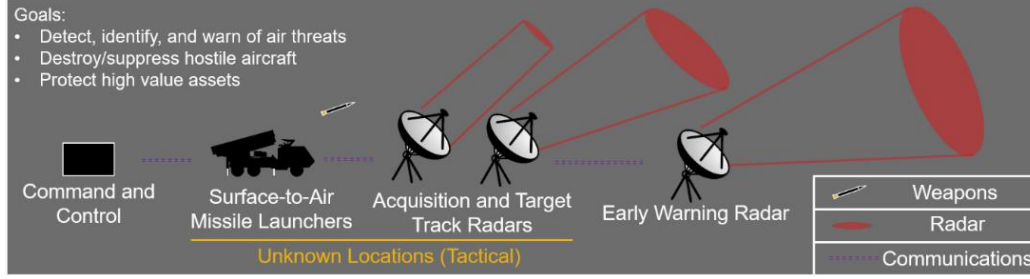 Goals:
• Detect, identify, and warn of air threats
• Destroy/suppress hostile aircraft
• Protect high value assets
Command and
Control
Surface-to-Air
Missile Launchers
Acquisition and Target
Track Radars
Early Warning Radar
Unknown Locations (Tactical)
Weapons
Radar
Communications